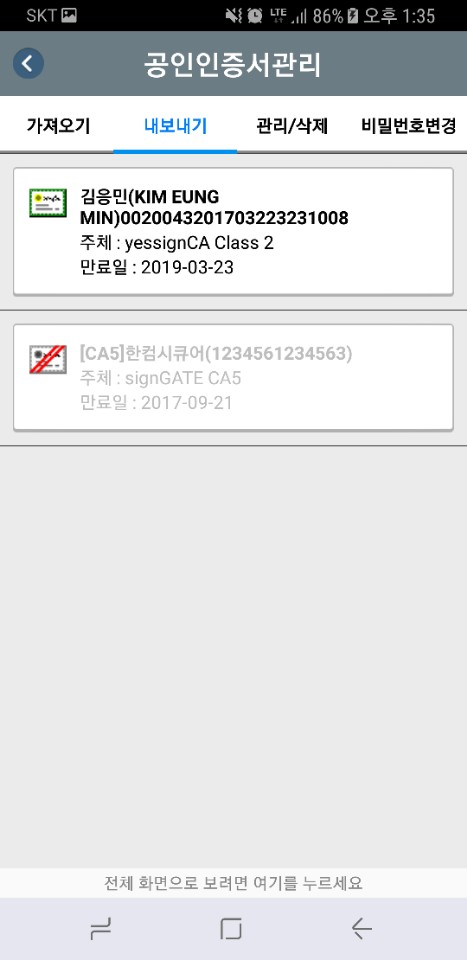 SKT LTE 86% 오후 1:35
공인인증서관리
가져오기 내보내기 관리/삭제 비밀번호변경
김응민(KIM EUNG
MIN)0020043201703223231008
주체 : yessignCA Class 2
만료일 : 2019-03-23
[CA5]한컴시큐어(1234561234563)
주체 : signGATE CA5
만료일 : 2017-09-21
전체 화면으로 보려면 여기를 누르세요